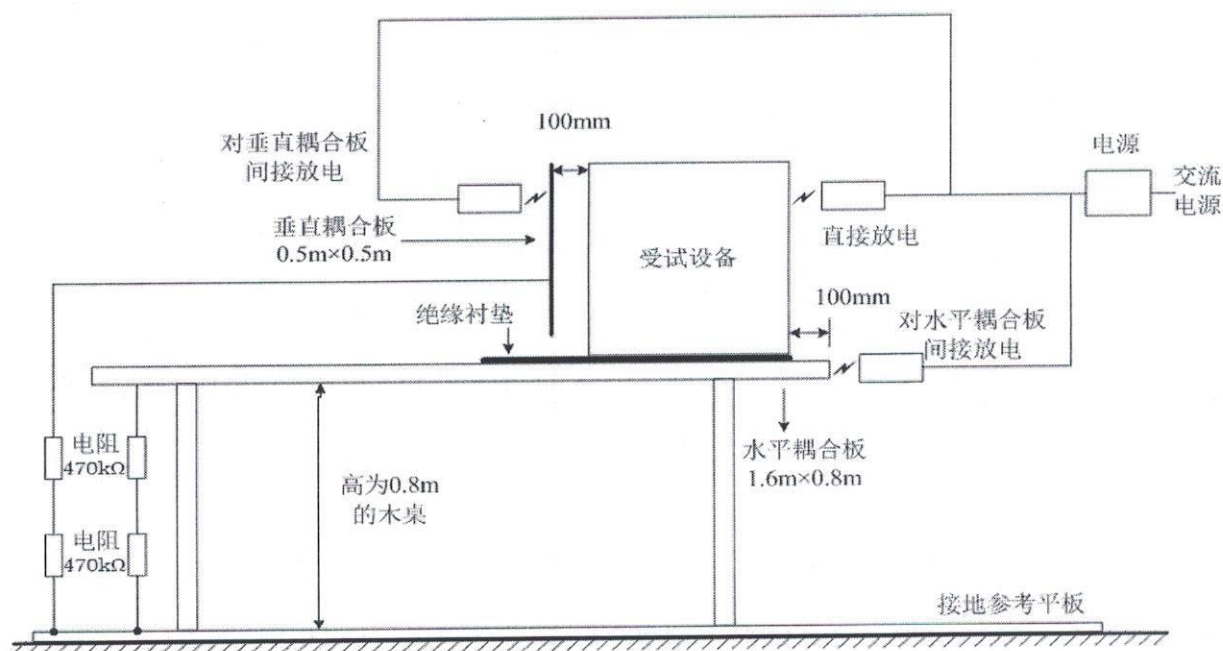 100mm
对垂直耦合板
间接放电
电源
交流
电源
垂直耦合板
0.5m×0.5m
直接放电
受试设备
100mm
绝缘衬垫
对水平耦合板
间接放电
电阻
470kΩ
水平耦合板
1.6m×0.8m
高为0.8m
的木桌
电阻
470kΩ
接地参考平板